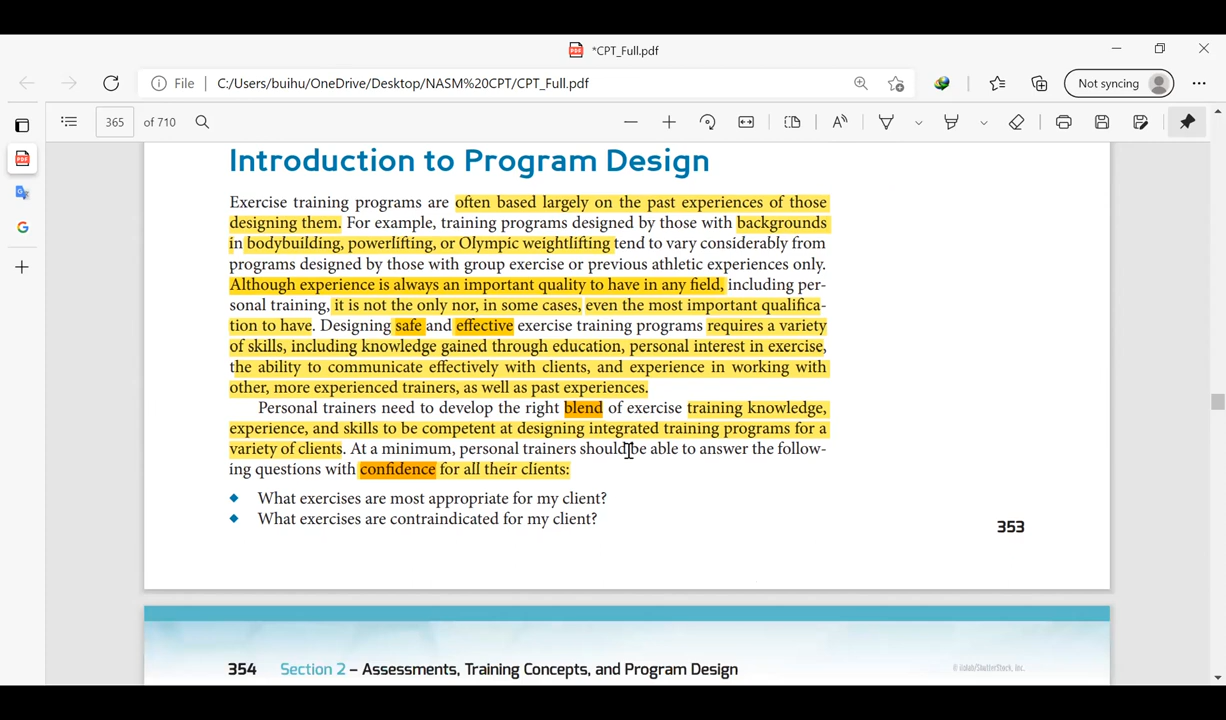 *CPT_Full.pdf
File | C:/Users/buihu/OneDrive/Desktop/NASM%20CPT/CPT_Full.pdf
Not syncing
365 of 710
Introduction to Program Design
Exercise training programs are often based largely on the past experiences of those
designing them. For example, training programs designed by those with backgrounds
in bodybuilding, powerlifting, or Olympic weightlifting tend to vary considerably from
programs designed by those with group exercise or previous athletic experiences only.
Although experience is always an important quality to have in any field, including per-
sonal training, it is not the only nor, in some cases, even the most important qualifica-
tion to have. Designing safe and effective exercise training programs requires a variety
of skills, including knowledge gained through education, personal interest in exercise,
the ability to communicate effectively with clients, and experience in working with
other, more experienced trainers, as well as past experiences.
Personal trainers need to develop the right blend of exercise training knowledge,
experience, and skills to be competent at designing integrated training programs for a
variety of clients. At a minimum, personal trainers should be able to answer the follow-
ing questions with confidence for all their clients:
◆ What exercises are most appropriate for my client?
◆ What exercises are contraindicated for my client?
353
354 Section 2 – Assessments, Training Concepts, and Program Design